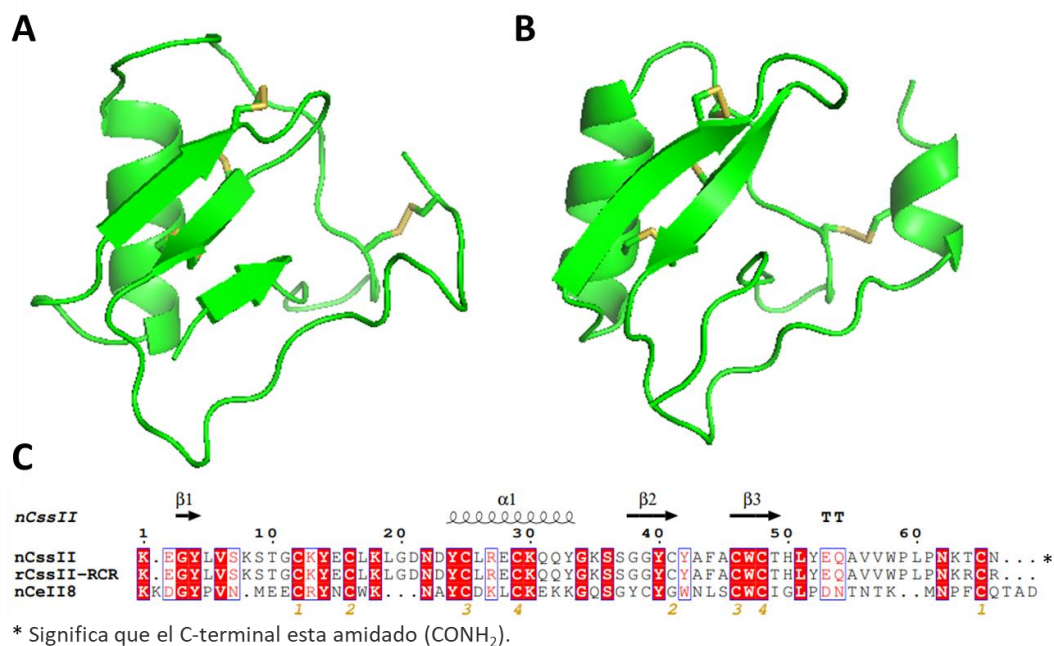 A
B
C
β1 α1 β2 β3
nCssII TT
1 10 20 30 40 50 60
nCssII K.EGYLVSKSTGCKYECLKLGDNDYCLRECKQQYGKSSGGYCYAFACWCTHLYEQAVVWPLPNKTCN...*
rCssII−RCR K.EGYLVSKSTGCKYECLKLGDNDYCLRECKQQYGKSSGGYCYAFACWCTHLYEQAVVWPLPNKRCR...
nCeII8 KKDGYPVN.MEECRYNCWK...NAYCDKLCKEKKGQSGYCYGWNLSCWCIGLPDNTNTK.MNPFCQTAD
1 2 3 4 2 3 4 1
* Significa que el C-terminal esta amidado (CONH₂).